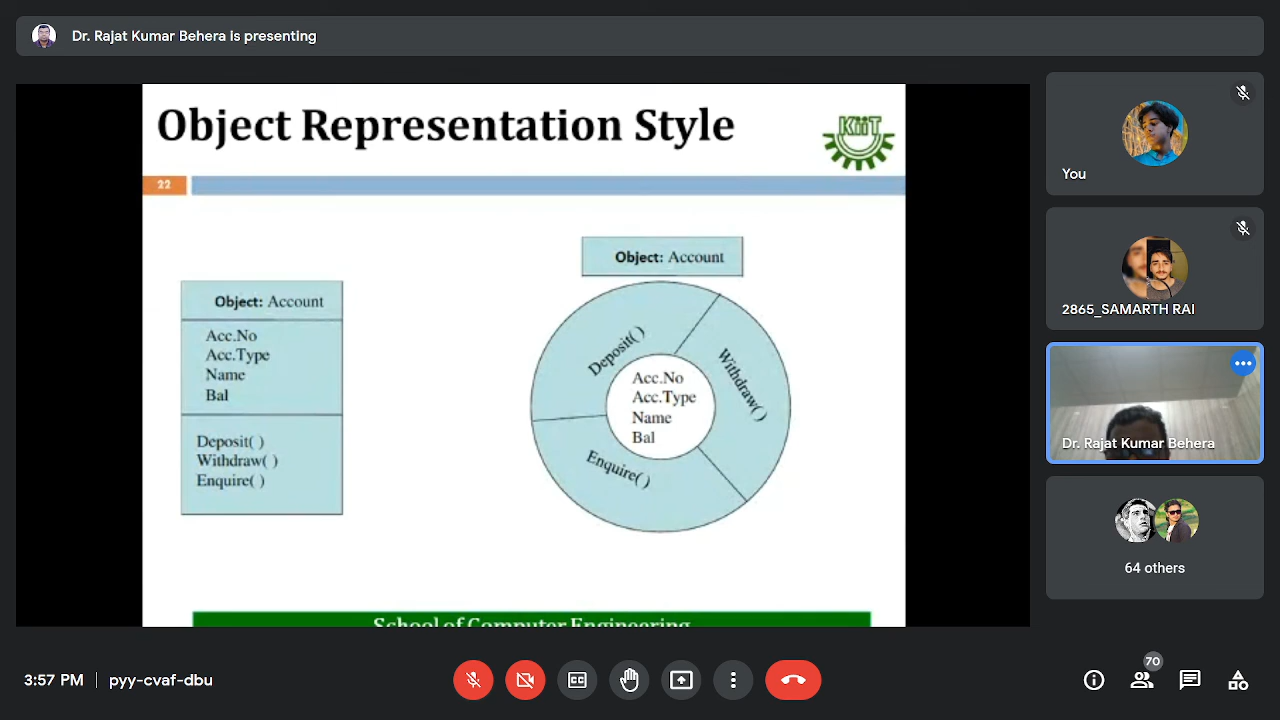 Dr. Rajat Kumar Behera is presenting
Object Representation Style
KiiT
22
Object: Account
Acc.No
Acc.Type
Name
Bal
Deposit( )
Withdraw( )
Enquire( )
Object: Account
Deposit( )
Withdraw( )
Enquire( )
Acc.No
Acc.Type
Name
Bal
School of Computer Engineering
You
2865_SAMARTH RAI
Dr. Rajat Kumar Behera
64 others
3:57 PM | pyy-cvaf-dbu
CC
70